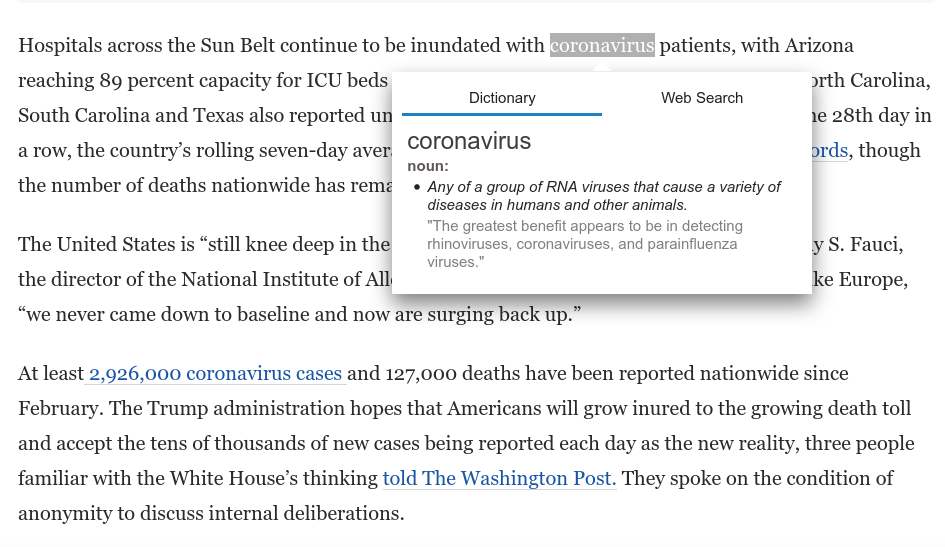 Hospitals across the Sun Belt continue to be inundated with coronavirus patients, with Arizona
reaching 89 percent capacity for ICU beds
orth Carolina,
South Carolina and Texas also reported un
28th day in
a row, the country’s rolling seven-day aver
ords, though
the number of deaths nationwide has rema
Dictionary
Web Search
coronavirus
noun:
• Any of a group of RNA viruses that cause a variety of
diseases in humans and other animals.
"The greatest benefit appears to be in detecting
rhinoviruses, coronaviruses, and parainfluenza
viruses."
The United States is “still knee deep in the
y S. Fauci,
the director of the National Institute of All
ke Europe,
“we never came down to baseline and now are surging back up.”
At least 2,926,000 coronavirus cases and 127,000 deaths have been reported nationwide since
February. The Trump administration hopes that Americans will grow inured to the growing death toll
and accept the tens of thousands of new cases being reported each day as the new reality, three people
familiar with the White House’s thinking told The Washington Post. They spoke on the condition of
anonymity to discuss internal deliberations.